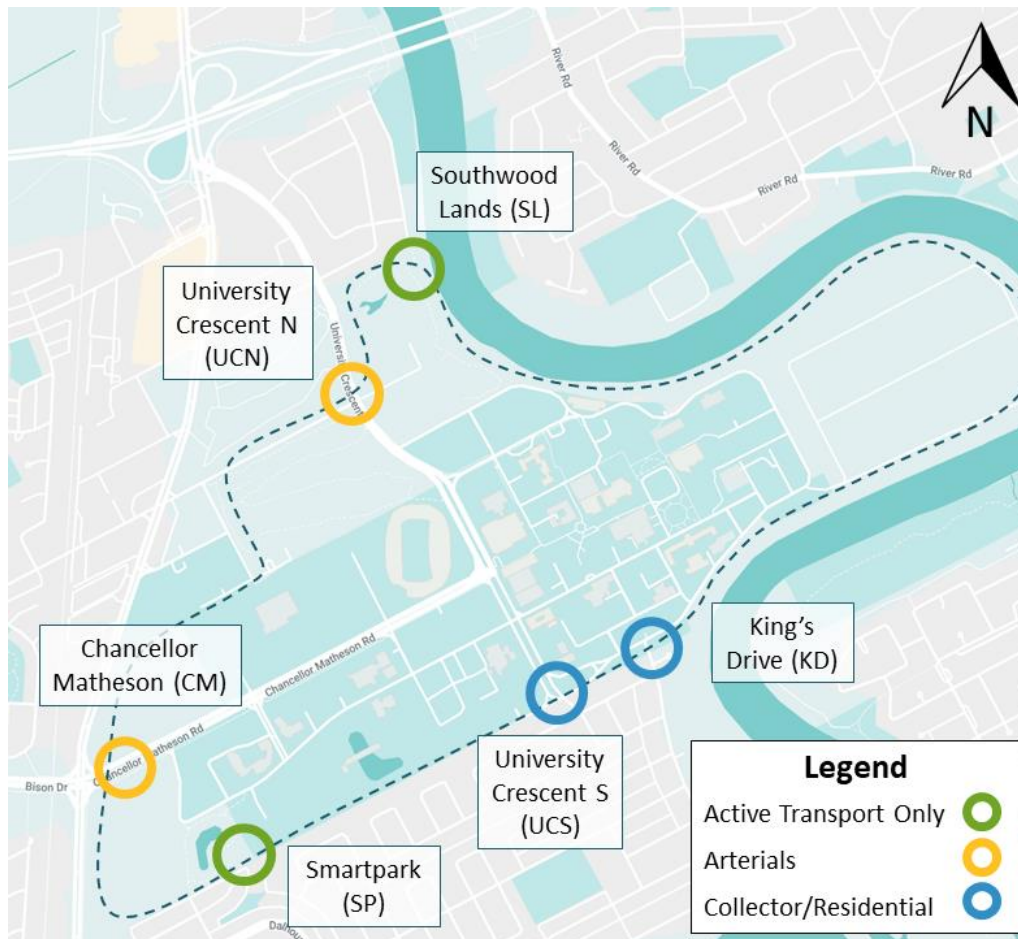 River Rd
River Rd
River Rd
River Rd
N
Southwood
Lands (SL)
University
Crescent N
(UCN)
University
Crescent
Chancellor
Matheson (CM)
Chancellor Matheson Rd
Chancellor Matheson Rd
Bison Dr
King's
Drive (KD)
University
Crescent S
(UCS)
Smartpark
(SP)
Legend
Active Transport Only
Arterials
Collector/Residential